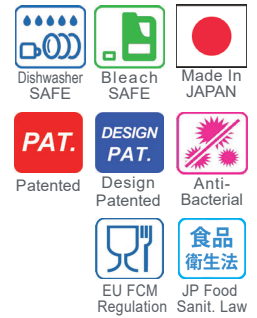 Dishwasher
SAFE
Bleach
SAFE
Made In
JAPAN
PAT.
Patented
DESIGN
PAT.
Design
Patented
Anti-
Bacterial
EU FCM
Regulation
食品
衛生法
JP Food
Sanit. Law